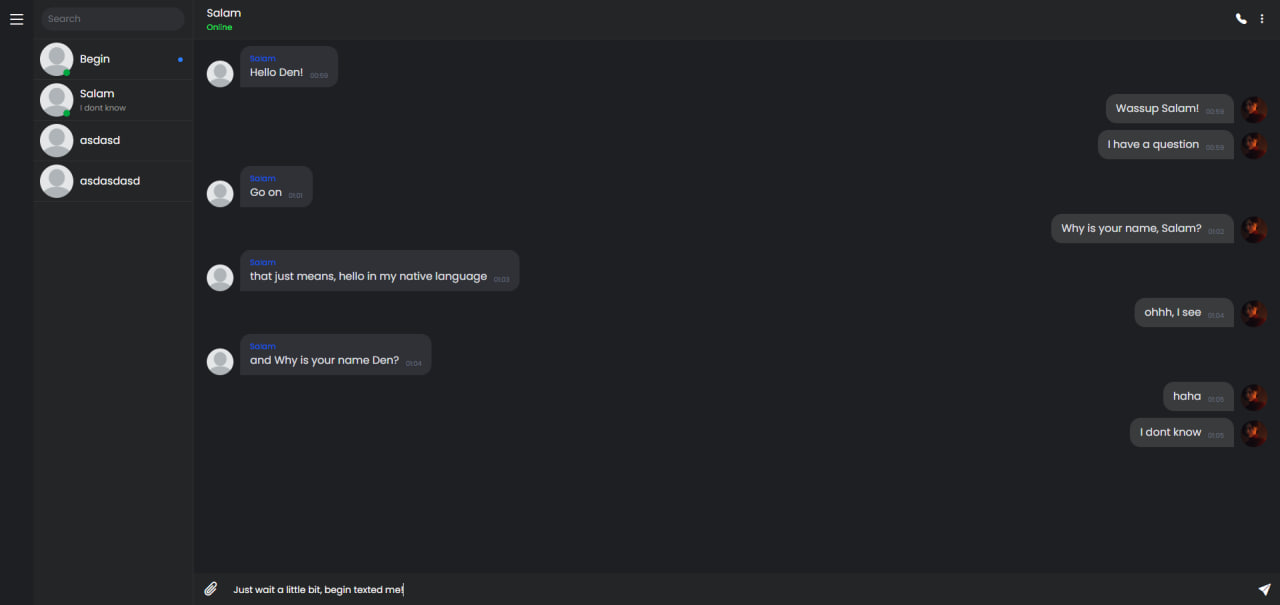 Search
Begin
Salam
I dont know
asdasd
asdasdasd
Salam
Online
Salam
Hello Den! 00:59
Wassup Salam! 00:59
I have a question 00:59
Salam
Go on 01:01
Why is your name, Salam? 01:02
Salam
that just means, hello in my native language 01:03
ohhh, I see 01:04
Salam
and Why is your name Den? 01:04
haha 01:05
I dont know 01:05
Just wait a little bit, begin texted me!